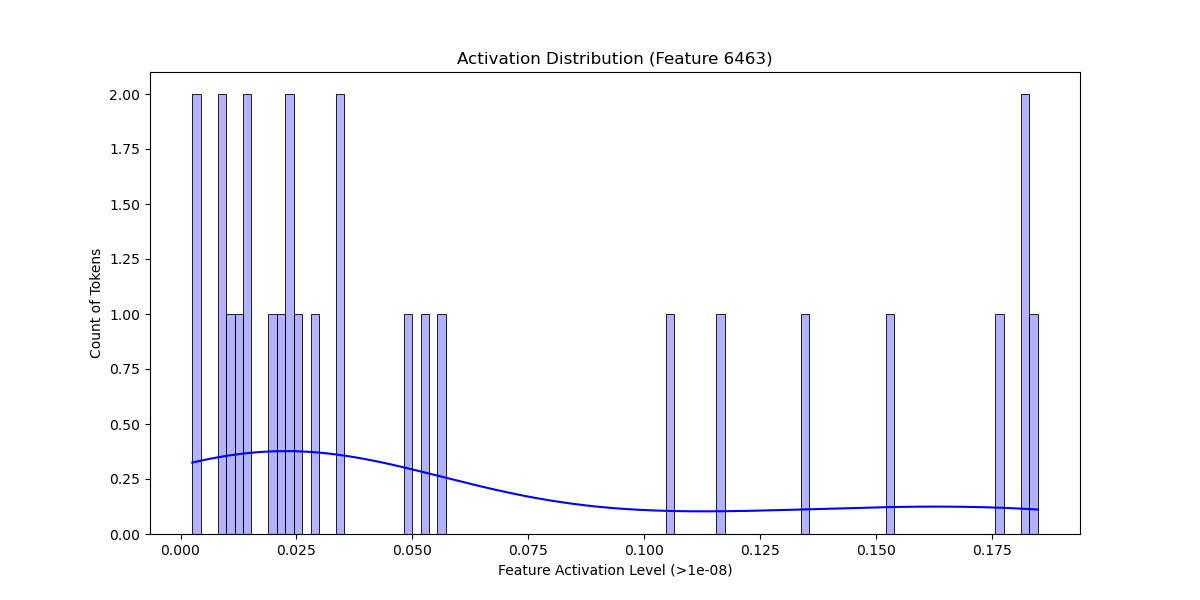 Activation Distribution (Feature 6463)
2.00
1.75
1.50
1.25
1.00
0.75
0.50
0.25
0.00
Count of Tokens
0.000 0.025 0.050 0.075 0.100 0.125 0.150 0.175
Feature Activation Level (>1e-08)